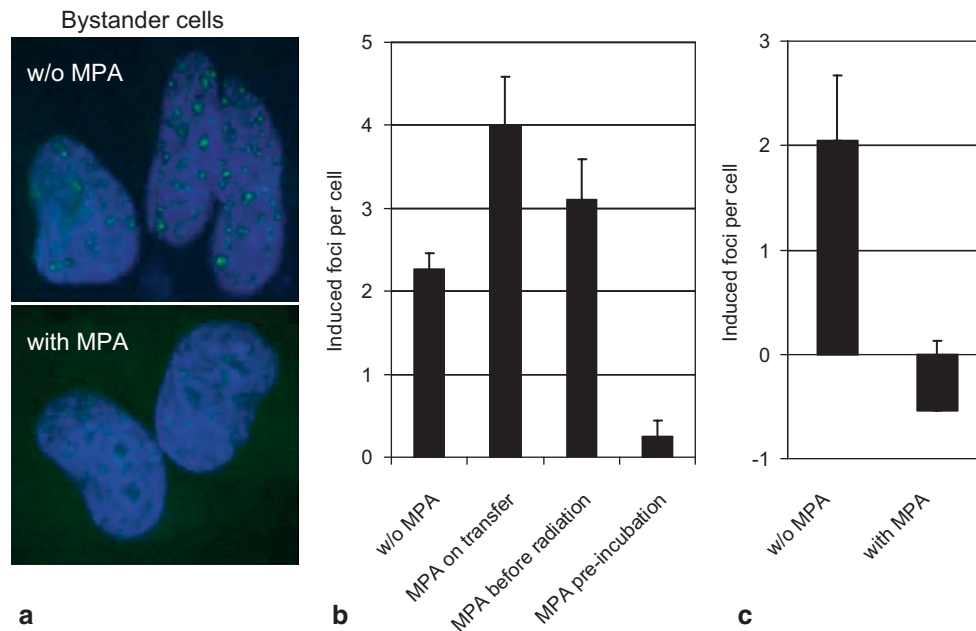 Bystander cells
w/o MPA
with MPA
a
Induced foci per cell
5
4
3
2
1
0
w/o MPA
MPA on transfer
MPA before radiation
MPA pre-incubation
b
Induced foci per cell
3
2
1
0
-1
w/o MPA
with MPA
c